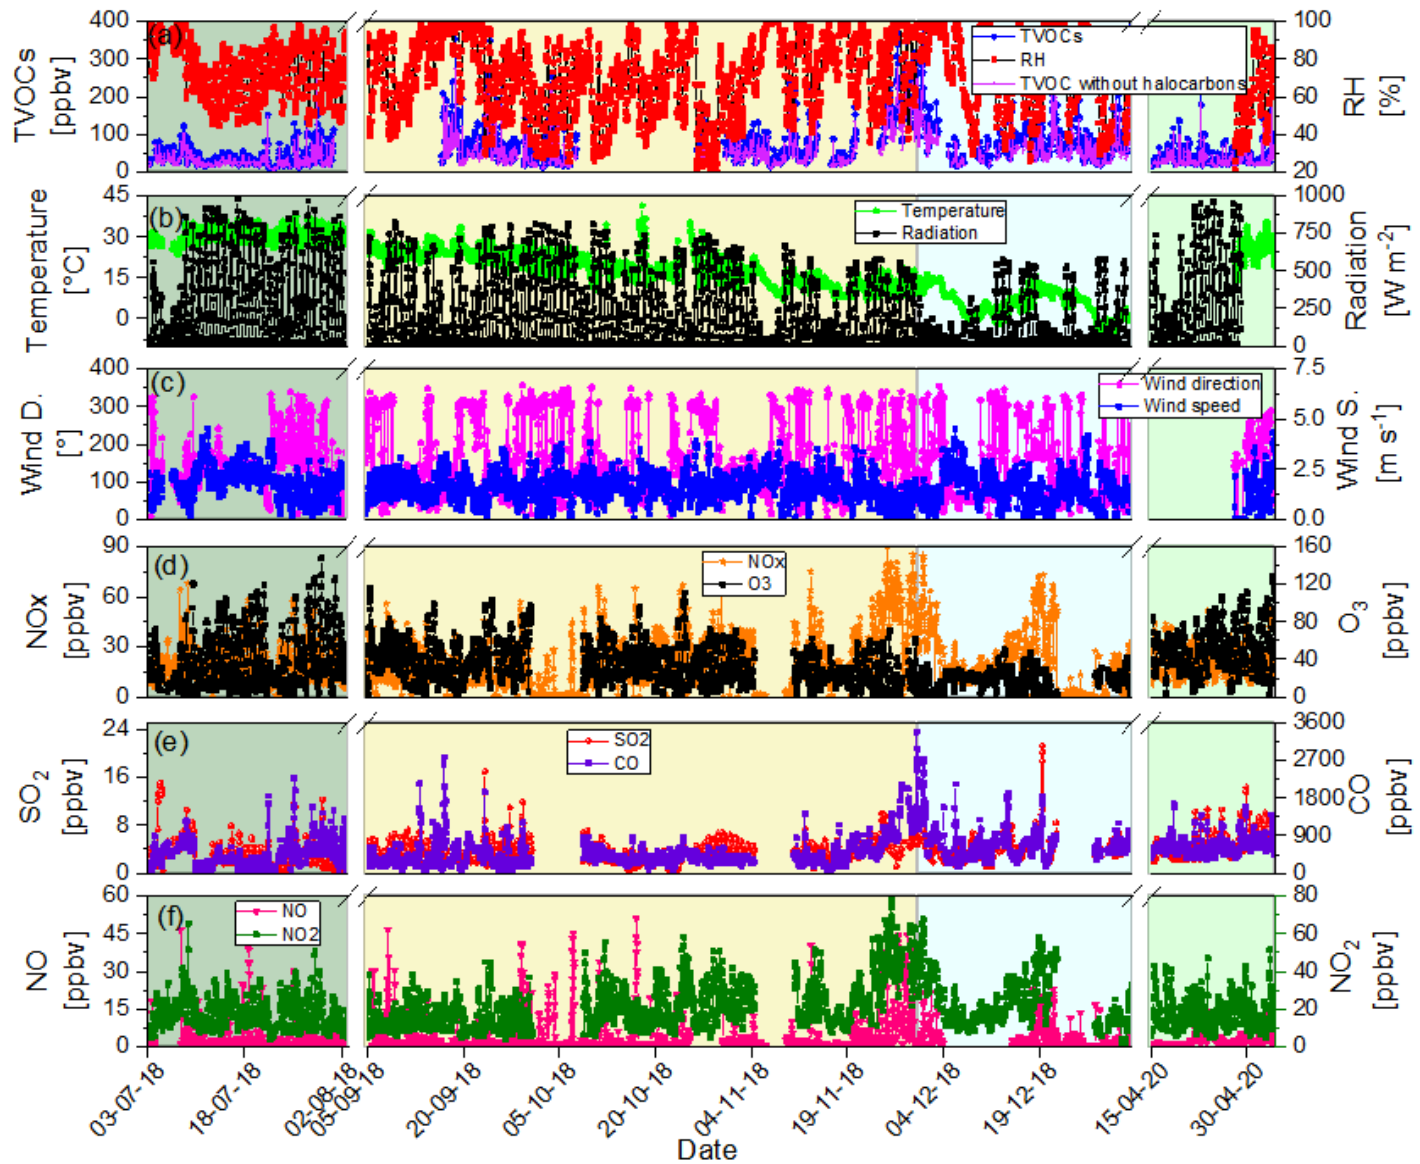 (a)
TVOCs
[ppbv]
400
300
200
100
0
TVOCs
RH
TVOC without halocarbons
100
80
60
40
20
RH
[%]
(b)
Temperature
[°C]
45
30
15
0
Temperature
Radiation
1000
750
500
250
0
Radiation
[W m-2]
(c)
Wind D.
[°]
400
300
200
100
0
Wind direction
Wind speed
7.5
5.0
2.5
0.0
Wind S.
[m s-1]
(d)
NOx
[ppbv]
90
60
30
0
NOx
O3
160
120
80
40
0
O3
[ppbv]
(e)
SO2
[ppbv]
24
16
8
0
SO2
CO
3600
2700
1800
900
0
CO
[ppbv]
(f)
NO
[ppbv]
60
45
30
15
0
NO
NO2
80
60
40
20
0
NO2
[ppbv]
03-07-18
18-07-18
02-08-18
05-09-18
20-09-18
05-10-18
20-10-18
04-11-18
19-11-18
04-12-18
19-12-18
15-04-20
30-04-20
Date